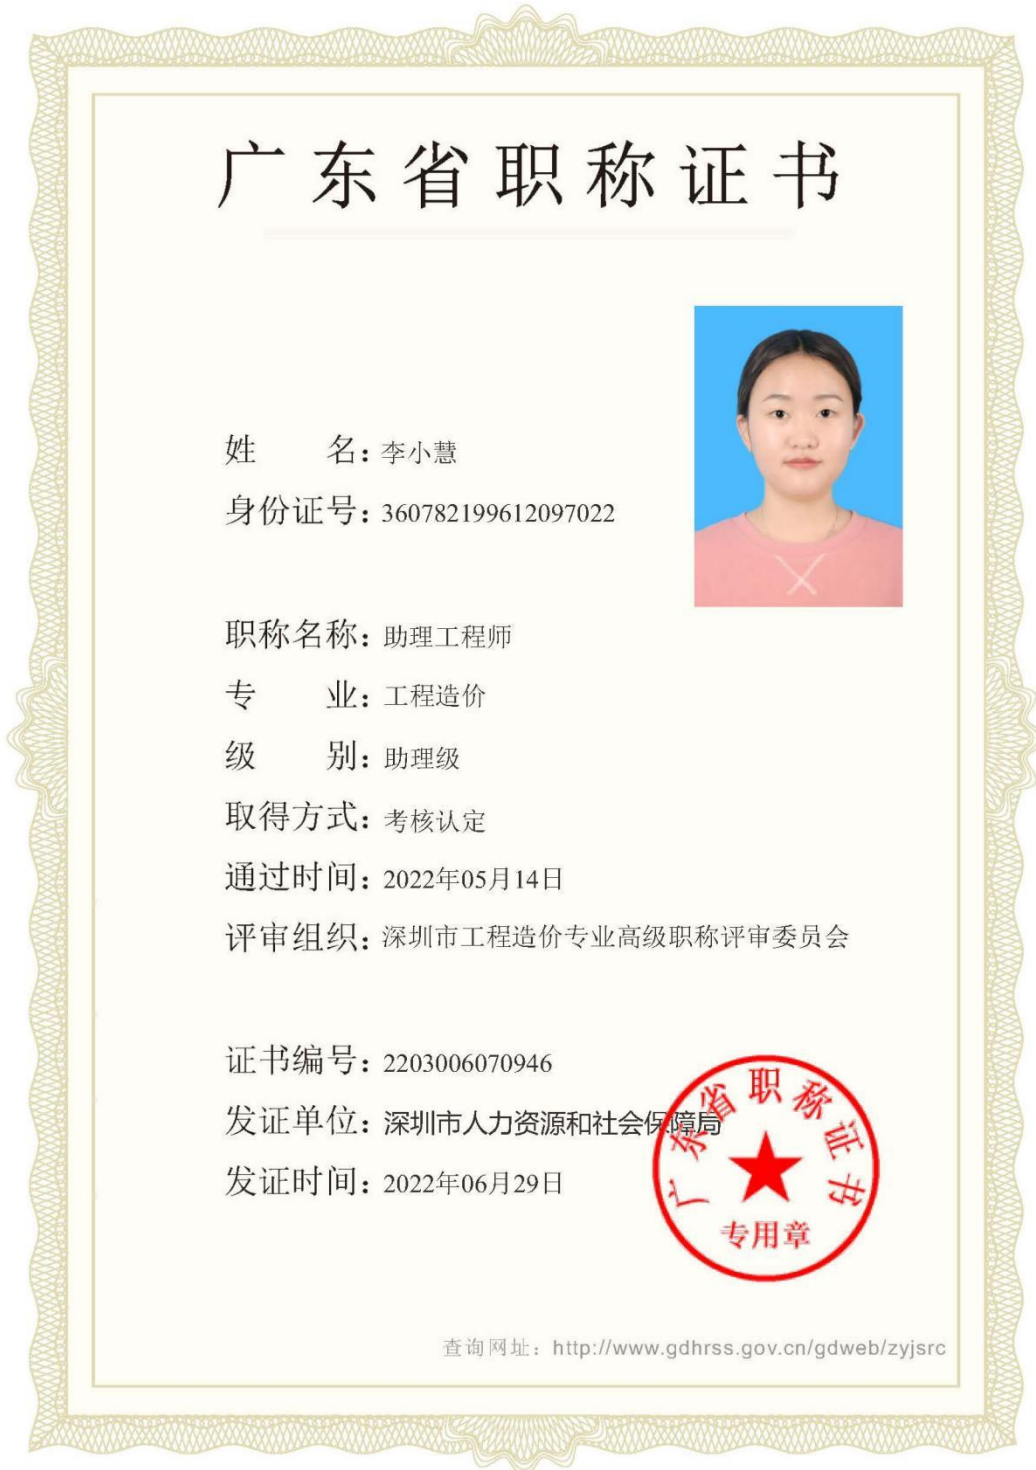 广东省职称证书
姓 名：李小慧
身份证号：360782199612097022
职称名称：助理工程师
专 业：工程造价
级 别：助理级
取得方式：考核认定
通过时间：2022年05月14日
评审组织：深圳市工程造价专业高级职称评审委员会
证书编号：2203006070946
发证单位：深圳市人力资源和社会保障局
发证时间：2022年06月29日
广东省职称证书
专用章
查询网址：http://www.gdhrss.gov.cn/gdweb/zyjsrc